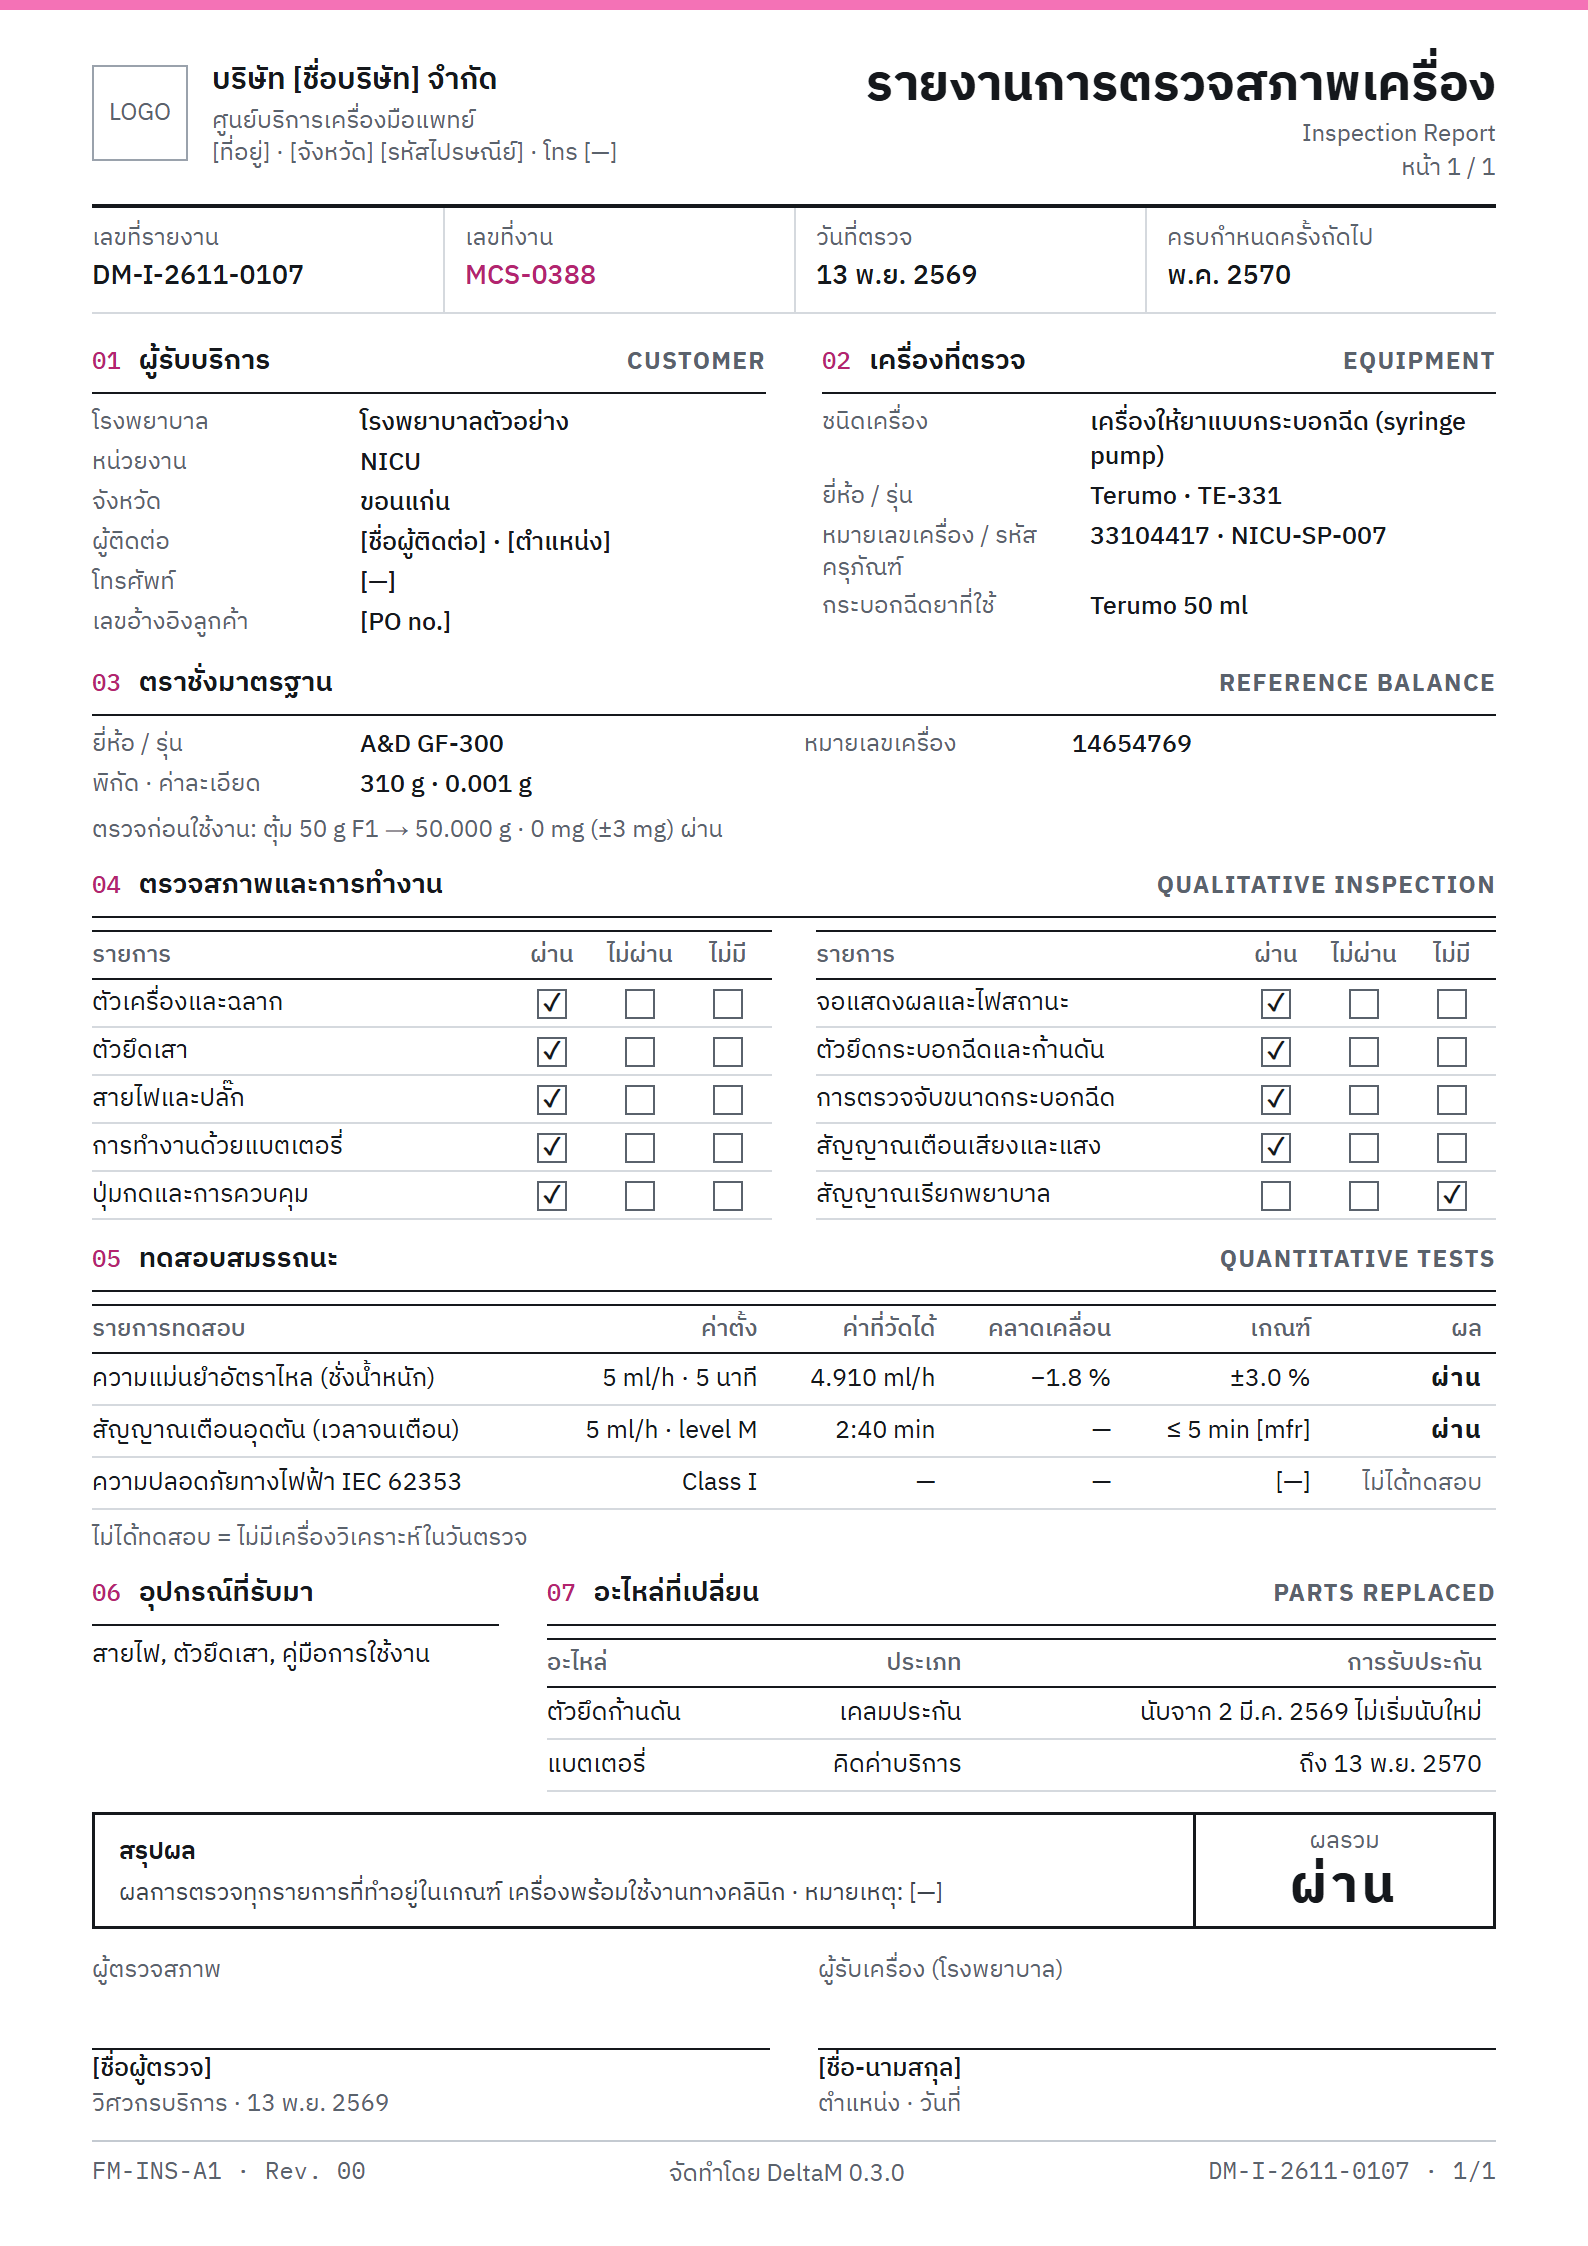 LOGO
บริษัท [ชื่อบริษัท] จำกัด
ศูนย์บริการเครื่องมือแพทย์
[ที่อยู่] · [จังหวัด] [รหัสไปรษณีย์] · โทร [—]
รายงานการตรวจสภาพเครื่อง
Inspection Report
หน้า 1 / 1
เลขที่รายงาน
DM-I-2611-0107
เลขที่งาน
MCS-0388
วันที่ตรวจ
13 พ.ย. 2569
ครบกำหนดครั้งถัดไป
พ.ค. 2570
01 ผู้รับบริการ CUSTOMER
โรงพยาบาล โรงพยาบาลตัวอย่าง
หน่วยงาน NICU
จังหวัด ขอนแก่น
ผู้ติดต่อ [ชื่อผู้ติดต่อ] · [ตำแหน่ง]
โทรศัพท์ [—]
เลขอ้างอิงลูกค้า [PO no.]
02 เครื่องที่ตรวจ EQUIPMENT
ชนิดเครื่อง เครื่องให้ยาแบบกระบอกฉีด (syringe
pump)
ยี่ห้อ / รุ่น Terumo · TE-331
หมายเลขเครื่อง / รหัส 33104417 · NICU-SP-007
ครุภัณฑ์
กระบอกฉีดยาที่ใช้ Terumo 50 ml
03 ตราชั่งมาตรฐาน REFERENCE BALANCE
ยี่ห้อ / รุ่น A&D GF-300 หมายเลขเครื่อง 14654769
พิกัด · ค่าละเอียด 310 g · 0.001 g
ตรวจก่อนใช้งาน: ตุ้ม 50 g F1 → 50.000 g · 0 mg (±3 mg) ผ่าน
04 ตรวจสภาพและการทำงาน QUALITATIVE INSPECTION
รายการ ผ่าน ไม่ผ่าน ไม่มี
ตัวเครื่องและฉลาก ✓
ตัวยึดเสา ✓
สายไฟและปลั๊ก ✓
การทำงานด้วยแบตเตอรี่ ✓
ปุ่มกดและการควบคุม ✓
รายการ ผ่าน ไม่ผ่าน ไม่มี
จอแสดงผลและไฟสถานะ ✓
ตัวยึดกระบอกฉีดและก้านดัน ✓
การตรวจจับขนาดกระบอกฉีด ✓
สัญญาณเตือนเสียงและแสง ✓
สัญญาณเรียกพยาบาล ✓
05 ทดสอบสมรรถนะ QUANTITATIVE TESTS
รายการทดสอบ ค่าตั้ง ค่าที่วัดได้ คลาดเคลื่อน เกณฑ์ ผล
ความแม่นยำอัตราไหล (ชั่งน้ำหนัก) 5 ml/h · 5 นาที 4.910 ml/h −1.8 % ±3.0 % ผ่าน
สัญญาณเตือนอุดตัน (เวลาจนเตือน) 5 ml/h · level M 2:40 min — ≤ 5 min [mfr] ผ่าน
ความปลอดภัยทางไฟฟ้า IEC 62353 Class I — — [—] ไม่ได้ทดสอบ
ไม่ได้ทดสอบ = ไม่มีเครื่องวิเคราะห์ในวันตรวจ
06 อุปกรณ์ที่รับมา
สายไฟ, ตัวยึดเสา, คู่มือการใช้งาน
07 อะไหล่ที่เปลี่ยน PARTS REPLACED
อะไหล่ ประเภท การรับประกัน
ตัวยึดก้านดัน เคลมประกัน นับจาก 2 มี.ค. 2569 ไม่เริ่มนับใหม่
แบตเตอรี่ คิดค่าบริการ ถึง 13 พ.ย. 2570
สรุปผล
ผลการตรวจทุกรายการที่ทำอยู่ในเกณฑ์ เครื่องพร้อมใช้งานทางคลินิก · หมายเหตุ: [—]
ผลรวม
ผ่าน
ผู้ตรวจสภาพ
[ชื่อผู้ตรวจ]
วิศวกรบริการ · 13 พ.ย. 2569
ผู้รับเครื่อง (โรงพยาบาล)
[ชื่อ-นามสกุล]
ตำแหน่ง · วันที่
FM-INS-A1 · Rev. 00 จัดทำโดย DeltaM 0.3.0 DM-I-2611-0107 · 1/1